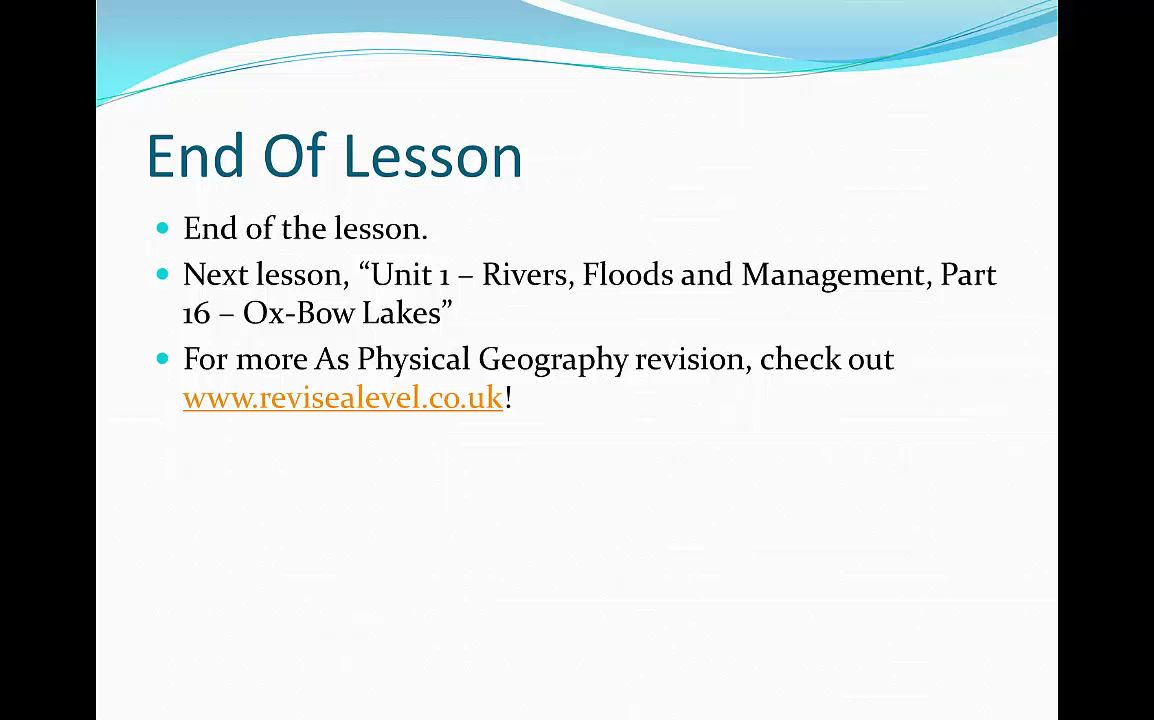 End Of Lesson
End of the lesson.
Next lesson, “Unit 1 – Rivers, Floods and Management, Part
16 – Ox-Bow Lakes”
For more As Physical Geography revision, check out
www.revisealevel.co.uk!